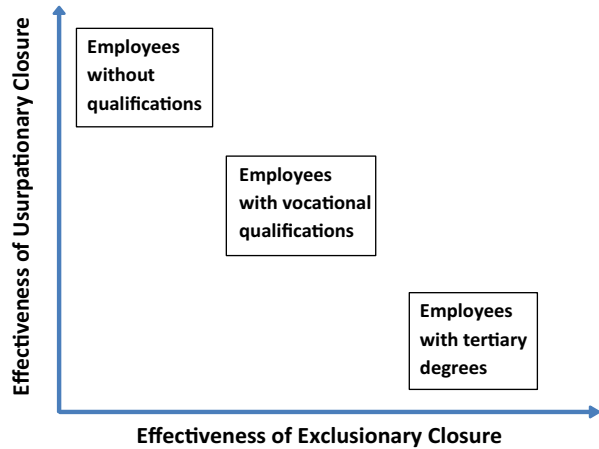 Effectiveness of Usurpationary Closure
Employees
without
qualifications
Employees
with vocational
qualifications
Employees
with tertiary
degrees
Effectiveness of Exclusionary Closure